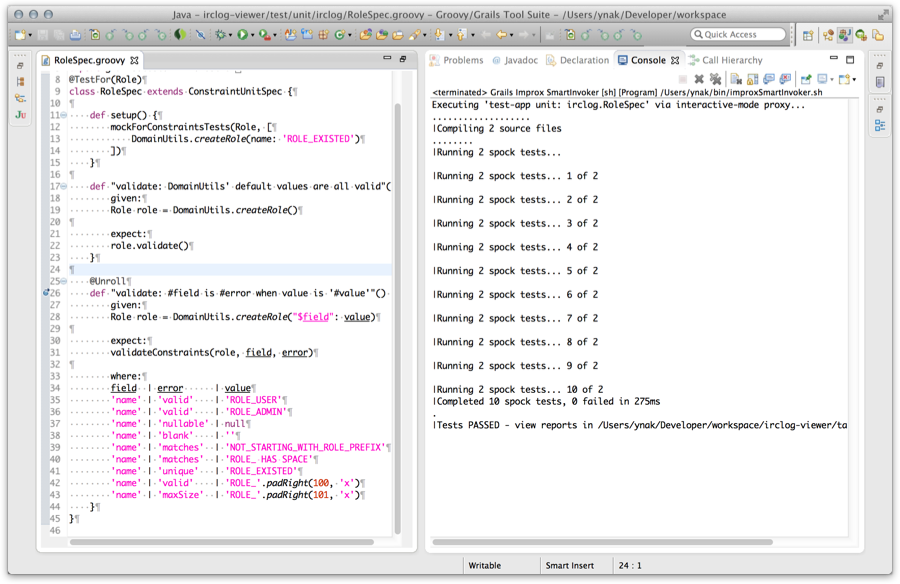 Java – irclog-viewer/test/unit/irclog/RoleSpec.groovy – Groovy/Grails Tool Suite – /Users/ynak/Developer/workspace
Quick Access
RoleSpec.groovy
8 @TestFor(Role)
9 class RoleSpec extends ConstraintUnitSpec {
10
11 def setup() {
12 mockForConstraintsTests(Role, [
13 DomainUtils.createRole(name: 'ROLE_EXISTED')
14 ])
15 }
16
17 def "validate: DomainUtils' default values are all valid"(
18 given:
19 Role role = DomainUtils.createRole()
20
21 expect:
22 role.validate()
23 }
24
25 @Unroll
26 def "validate: #field is #error when value is '#value'"()
27 given:
28 Role role = DomainUtils.createRole("$field": value)
29
30 expect:
31 validateConstraints(role, field, error)
32
33 where:
34 field | error | value
35 'name' | 'valid' | 'ROLE_USER'
36 'name' | 'valid' | 'ROLE_ADMIN'
37 'name' | 'nullable' | null
38 'name' | 'blank' | ''
39 'name' | 'matches' | 'NOT_STARTING_WITH_ROLE_PREFIX'
40 'name' | 'matches' | 'ROLE_ HAS SPACE'
41 'name' | 'unique' | 'ROLE_EXISTED'
42 'name' | 'valid' | 'ROLE_'.padRight(100, 'x')
43 'name' | 'maxSize' | 'ROLE_'.padRight(101, 'x')
44 }
45 }
46
Problems @ Javadoc Declaration Console Call Hierarchy
<terminated> Grails Improx SmartInvoker [sh] [Program] /Users/ynak/bin/improxSmartInvoker.sh
Executing 'test-app unit: irclog.RoleSpec' via interactive-mode proxy...
...................
|Compiling 2 source files
........
|Running 2 spock tests...
|Running 2 spock tests... 1 of 2
|Running 2 spock tests... 2 of 2
|Running 2 spock tests... 3 of 2
|Running 2 spock tests... 4 of 2
|Running 2 spock tests... 5 of 2
|Running 2 spock tests... 6 of 2
|Running 2 spock tests... 7 of 2
|Running 2 spock tests... 8 of 2
|Running 2 spock tests... 9 of 2
|Running 2 spock tests... 10 of 2
|Completed 10 spock tests, 0 failed in 275ms
.
|Tests PASSED - view reports in /Users/ynak/Developer/workspace/irclog-viewer/ta
Writable Smart Insert 24 : 1